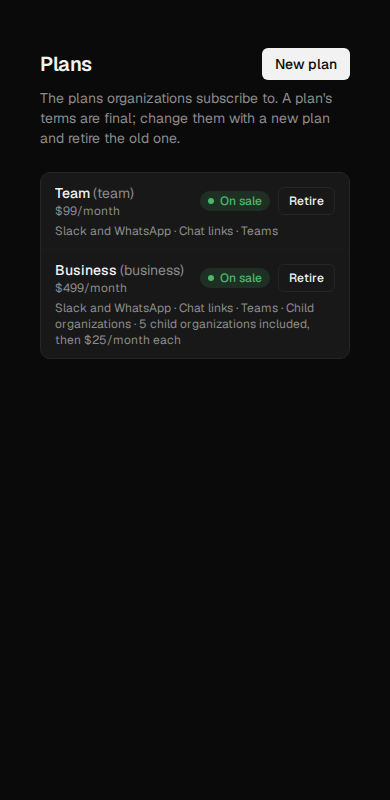 Plans
New plan
The plans organizations subscribe to. A plan's
terms are final; change them with a new plan
and retire the old one.
Team (team)
$99/month
On sale
Retire
Slack and WhatsApp · Chat links · Teams
Business (business)
$499/month
On sale
Retire
Slack and WhatsApp · Chat links · Teams · Child
organizations · 5 child organizations included,
then $25/month each